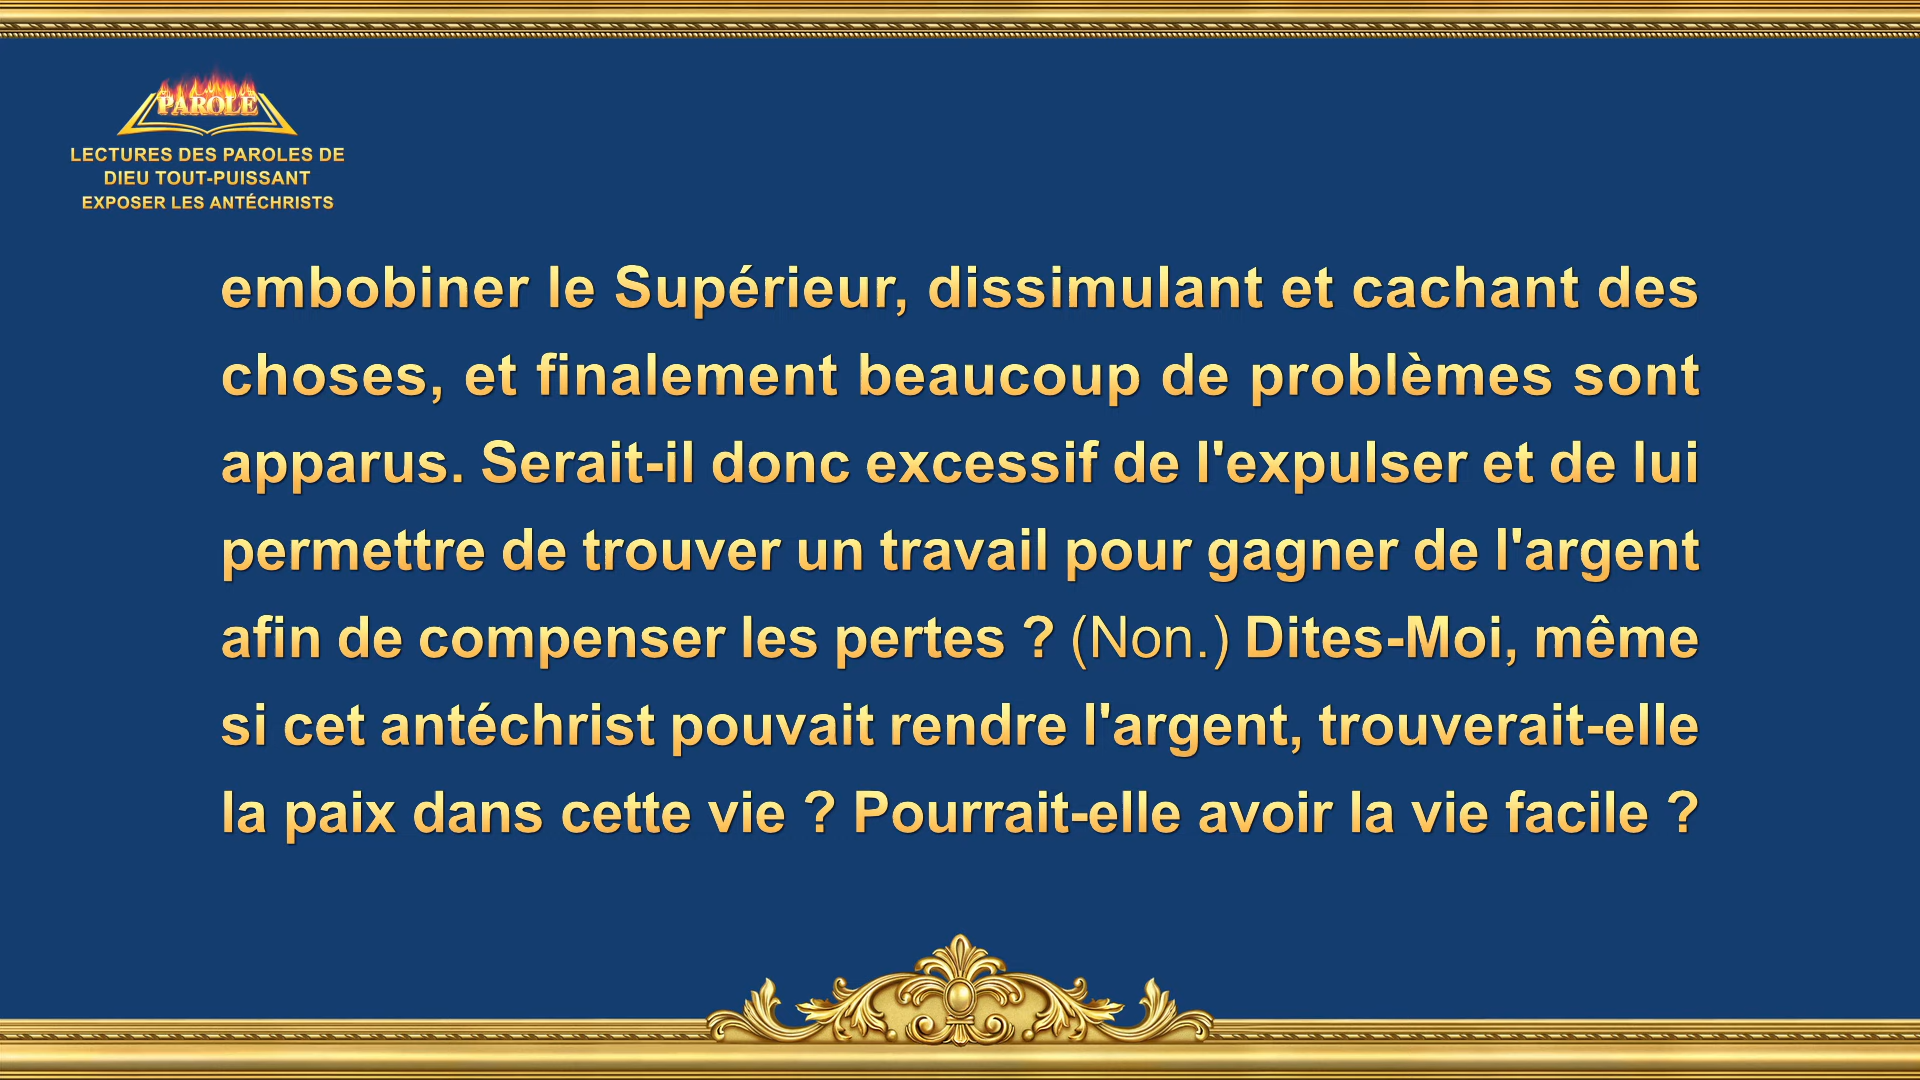 PAROLE
LECTURES DES PAROLES DE
DIEU TOUT-PUISSANT
EXPOSER LES ANTÉCHRISTS
embobiner le Supérieur, dissimulant et cachant des
choses, et finalement beaucoup de problèmes sont
apparus. Serait-il donc excessif de l'expulser et de lui
permettre de trouver un travail pour gagner de l'argent
afin de compenser les pertes ? (Non.) Dites-Moi, même
si cet antéchrist pouvait rendre l'argent, trouverait-elle
la paix dans cette vie ? Pourrait-elle avoir la vie facile ?